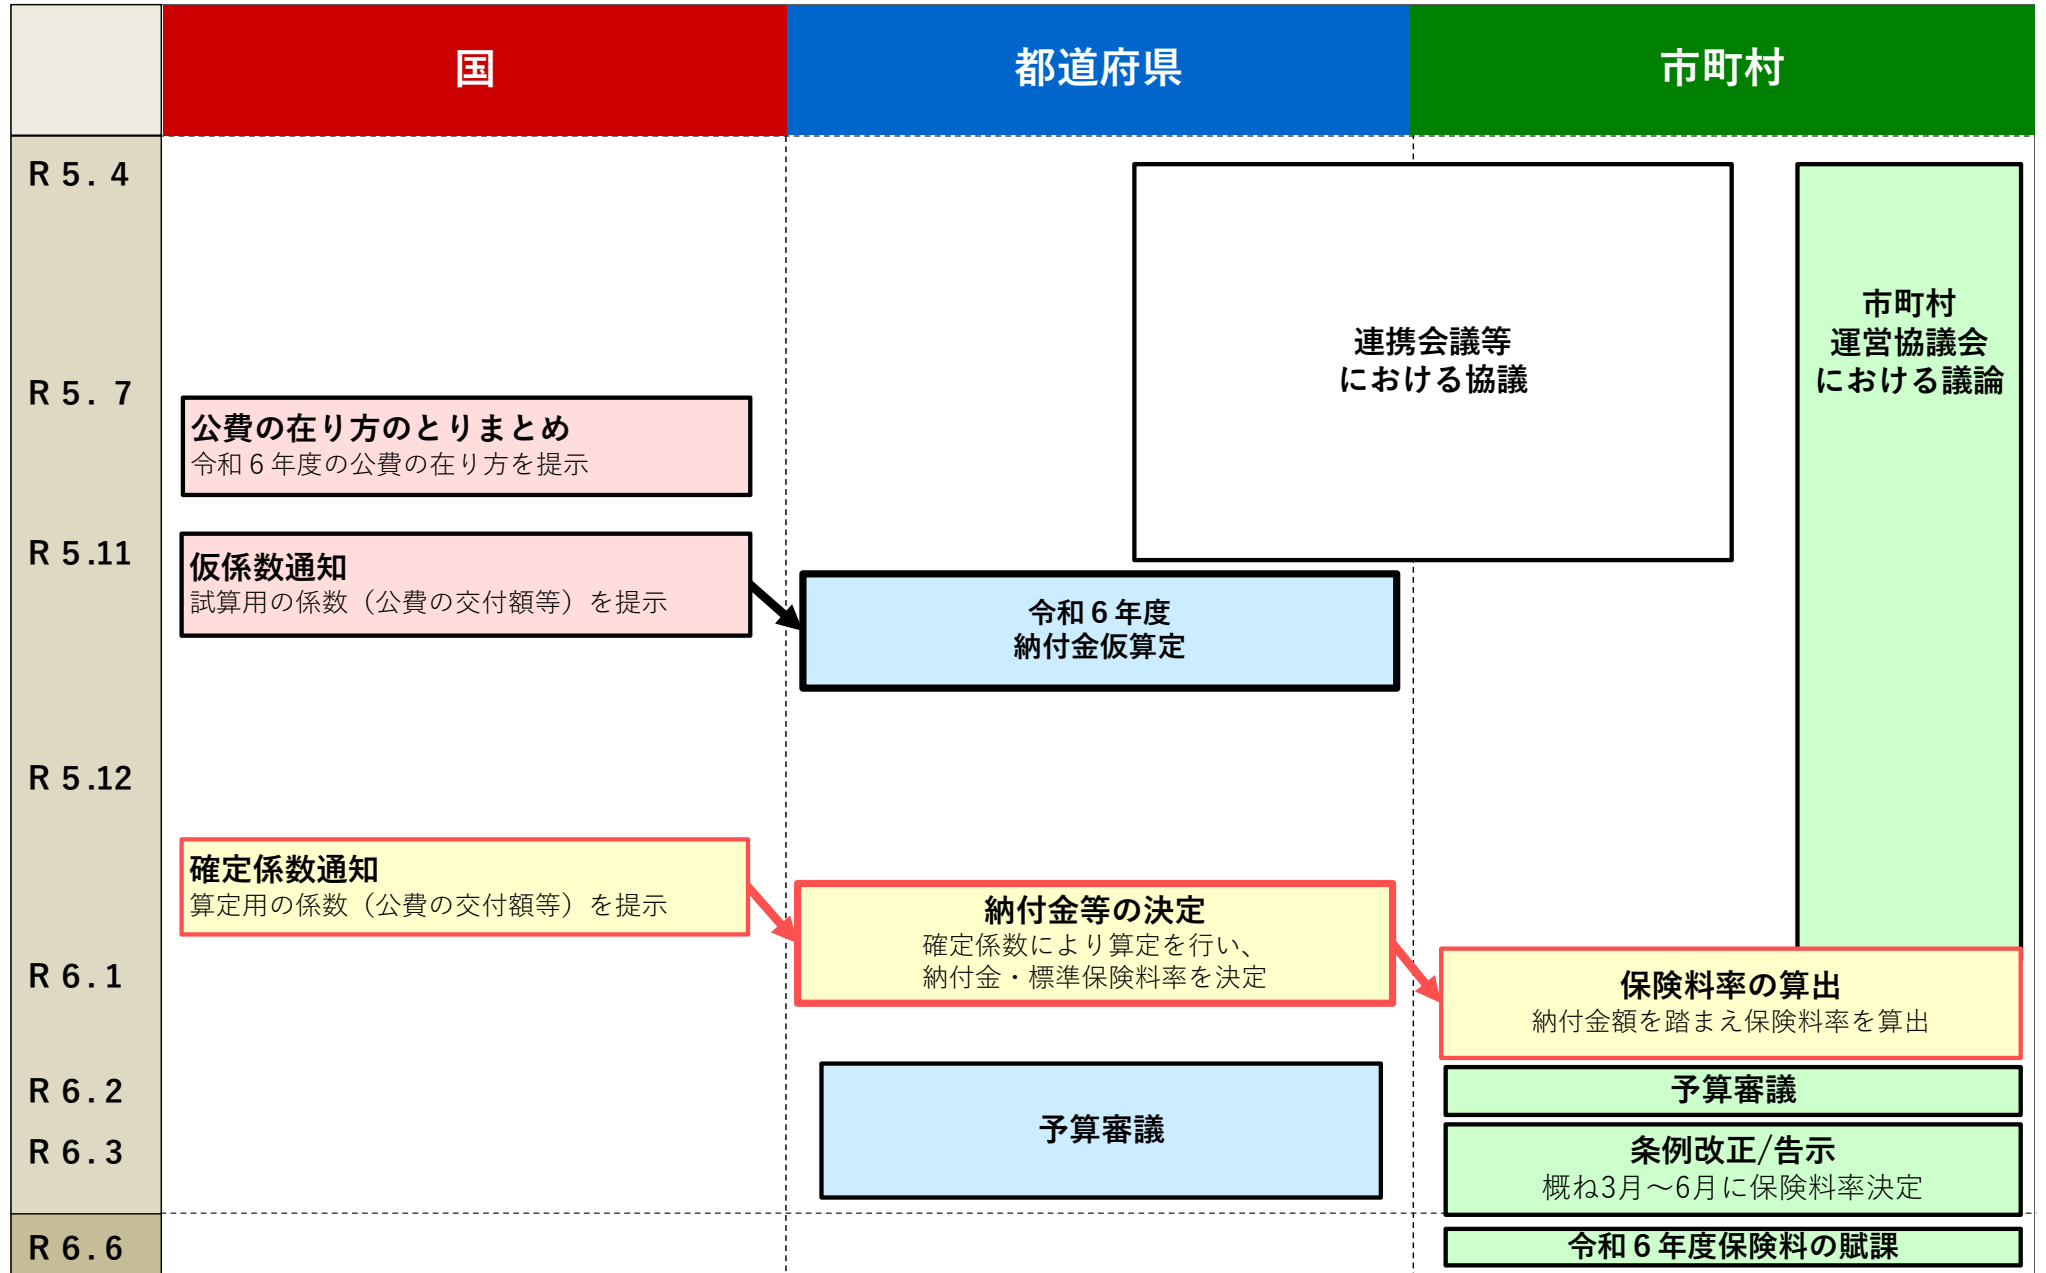 国
都道府県
市町村
Ｒ５.４
Ｒ５.７
Ｒ５.11
Ｒ５.12
Ｒ６.１
Ｒ６.２
Ｒ６.３
Ｒ６.６
公費の在り方のとりまとめ
令和６年度の公費の在り方を提示
仮係数通知
試算用の係数（公費の交付額等）を提示
確定係数通知
算定用の係数（公費の交付額等）を提示
連携会議等
における協議
令和６年度
納付金仮算定
納付金等の決定
確定係数により算定を行い、
納付金・標準保険料率を決定
予算審議
市町村
運営協議会
における議論
保険料率の算出
納付金額を踏まえ保険料率を算出
予算審議
条例改正/告示
概ね3月～6月に保険料率決定
令和６年度保険料の賦課